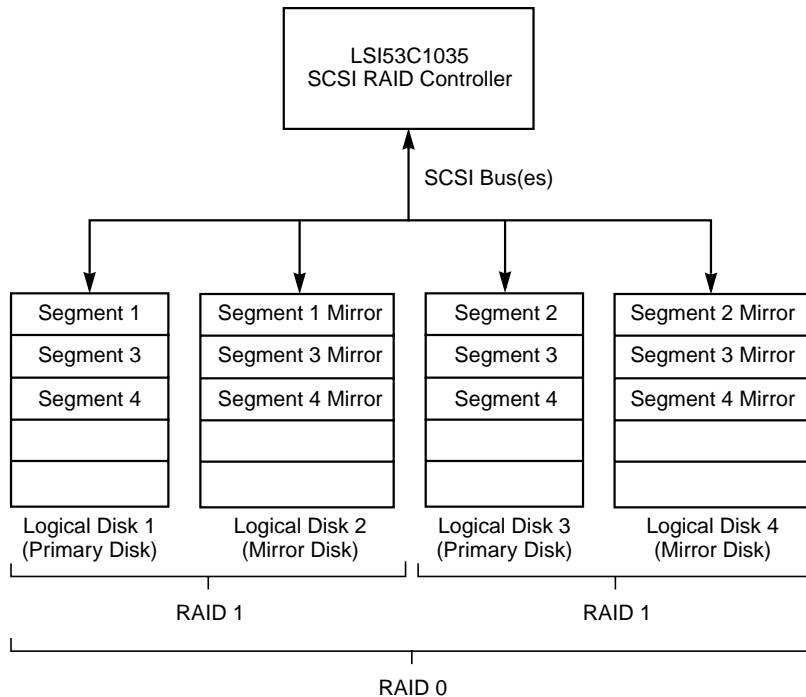 LSI53C1035
SCSI RAID Controller
SCSI Bus(es)
Segment 1
Segment 3
Segment 4
Segment 1 Mirror
Segment 3 Mirror
Segment 4 Mirror
Segment 2
Segment 3
Segment 4
Segment 2 Mirror
Segment 3 Mirror
Segment 4 Mirror
Logical Disk 1
(Primary Disk)
Logical Disk 2
(Mirror Disk)
Logical Disk 3
(Primary Disk)
Logical Disk 4
(Mirror Disk)
RAID 1
RAID 1
RAID 0